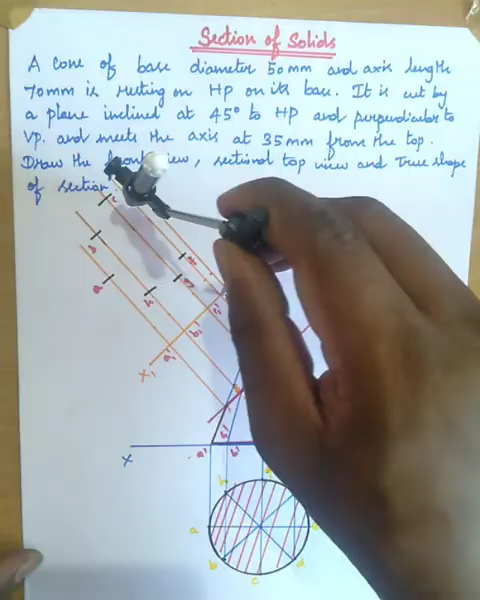 Section of Solids
A Cone of base diameter 50mm and axis length
70mm is resting on HP on its base. It is cut by
a plane inclined at 45° to HP and perpendicular to
VP. and meets the axis at 35mm from the top.
Draw the front view, sectional top view and True shape
of section
c
b
a
h
g
c'
b'
a'
X₁
X
a'
b'
a
b
c
d